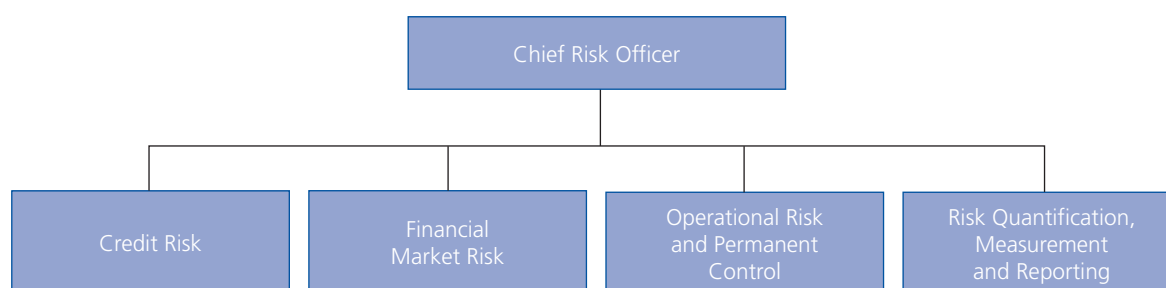 Chief Risk Officer
Credit Risk
Financial
Market Risk
Operational Risk
and Permanent
Control
Risk Quantification,
Measurement
and Reporting